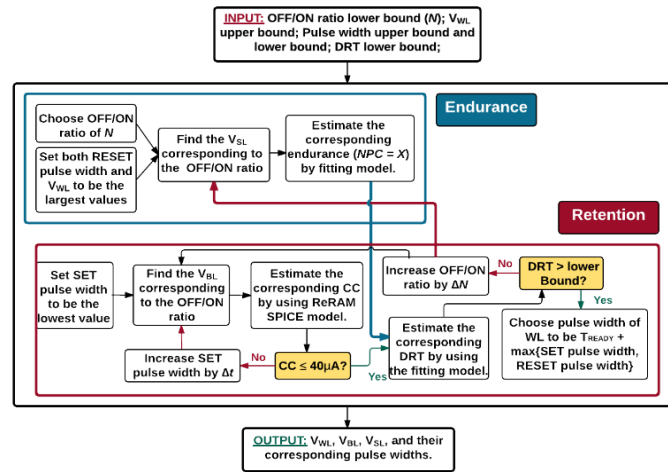 INPUT: OFF/ON ratio lower bound (N); VWL
upper bound; Pulse width upper bound and
lower bound; DRT lower bound;
Endurance
Choose OFF/ON
ratio of N
Set both RESET
pulse width and
VWL to be the
largest values
Find the VSL
corresponding to
the OFF/ON ratio
Estimate the
corresponding
endurance (NPC = X)
by fitting model.
Retention
Set SET
pulse width
to be the
lowest value
Find the VBL
corresponding
to the OFF/ON
ratio
Estimate the
corresponding CC
by using ReRAM
SPICE model.
Increase OFF/ON
ratio by ΔN
No
DRT > lower
Bound?
Yes
Increase SET
pulse width by Δt
No
CC ≤ 40μA?
Yes
Estimate the
corresponding
DRT by using
the fitting model.
Choose pulse width of
WL to be TREADY +
max{SET pulse width,
RESET pulse width}
OUTPUT: VWL, VBL, VSL, and their
corresponding pulse widths.